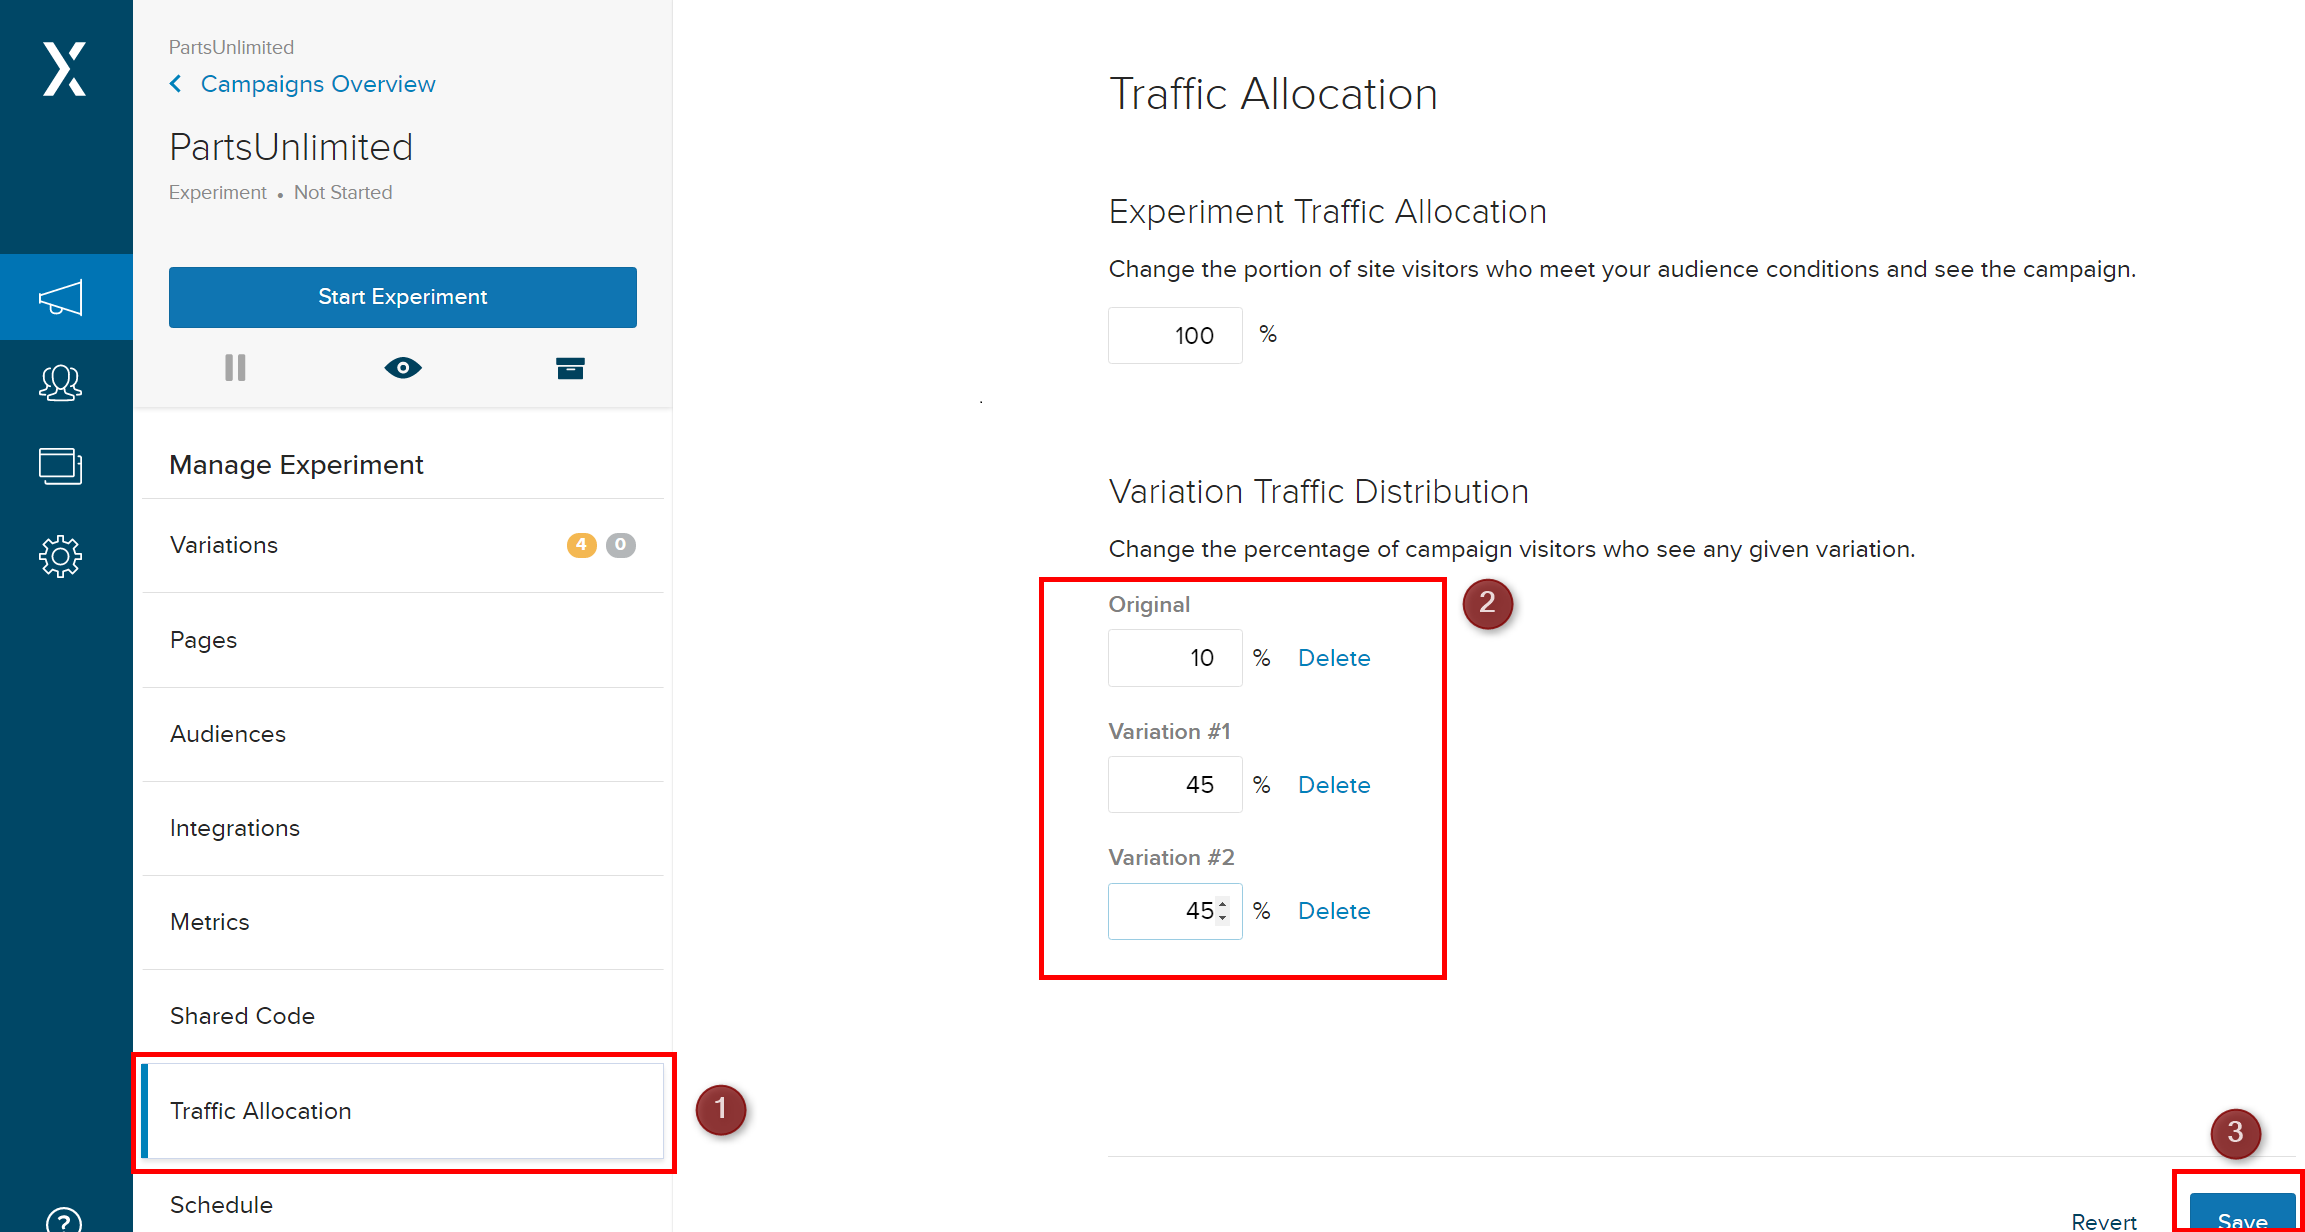 PartsUnlimited
Campaigns Overview
PartsUnlimited
Experiment • Not Started
Start Experiment
Manage Experiment
Variations 4 0
Pages
Audiences
Integrations
Metrics
Shared Code
Traffic Allocation
1
Schedule
?
Traffic Allocation
Experiment Traffic Allocation
Change the portion of site visitors who meet your audience conditions and see the campaign.
100 %
Variation Traffic Distribution
Change the percentage of campaign visitors who see any given variation.
2
Original
10 % Delete
Variation #1
45 % Delete
Variation #2
45 % Delete
3
Revert Save